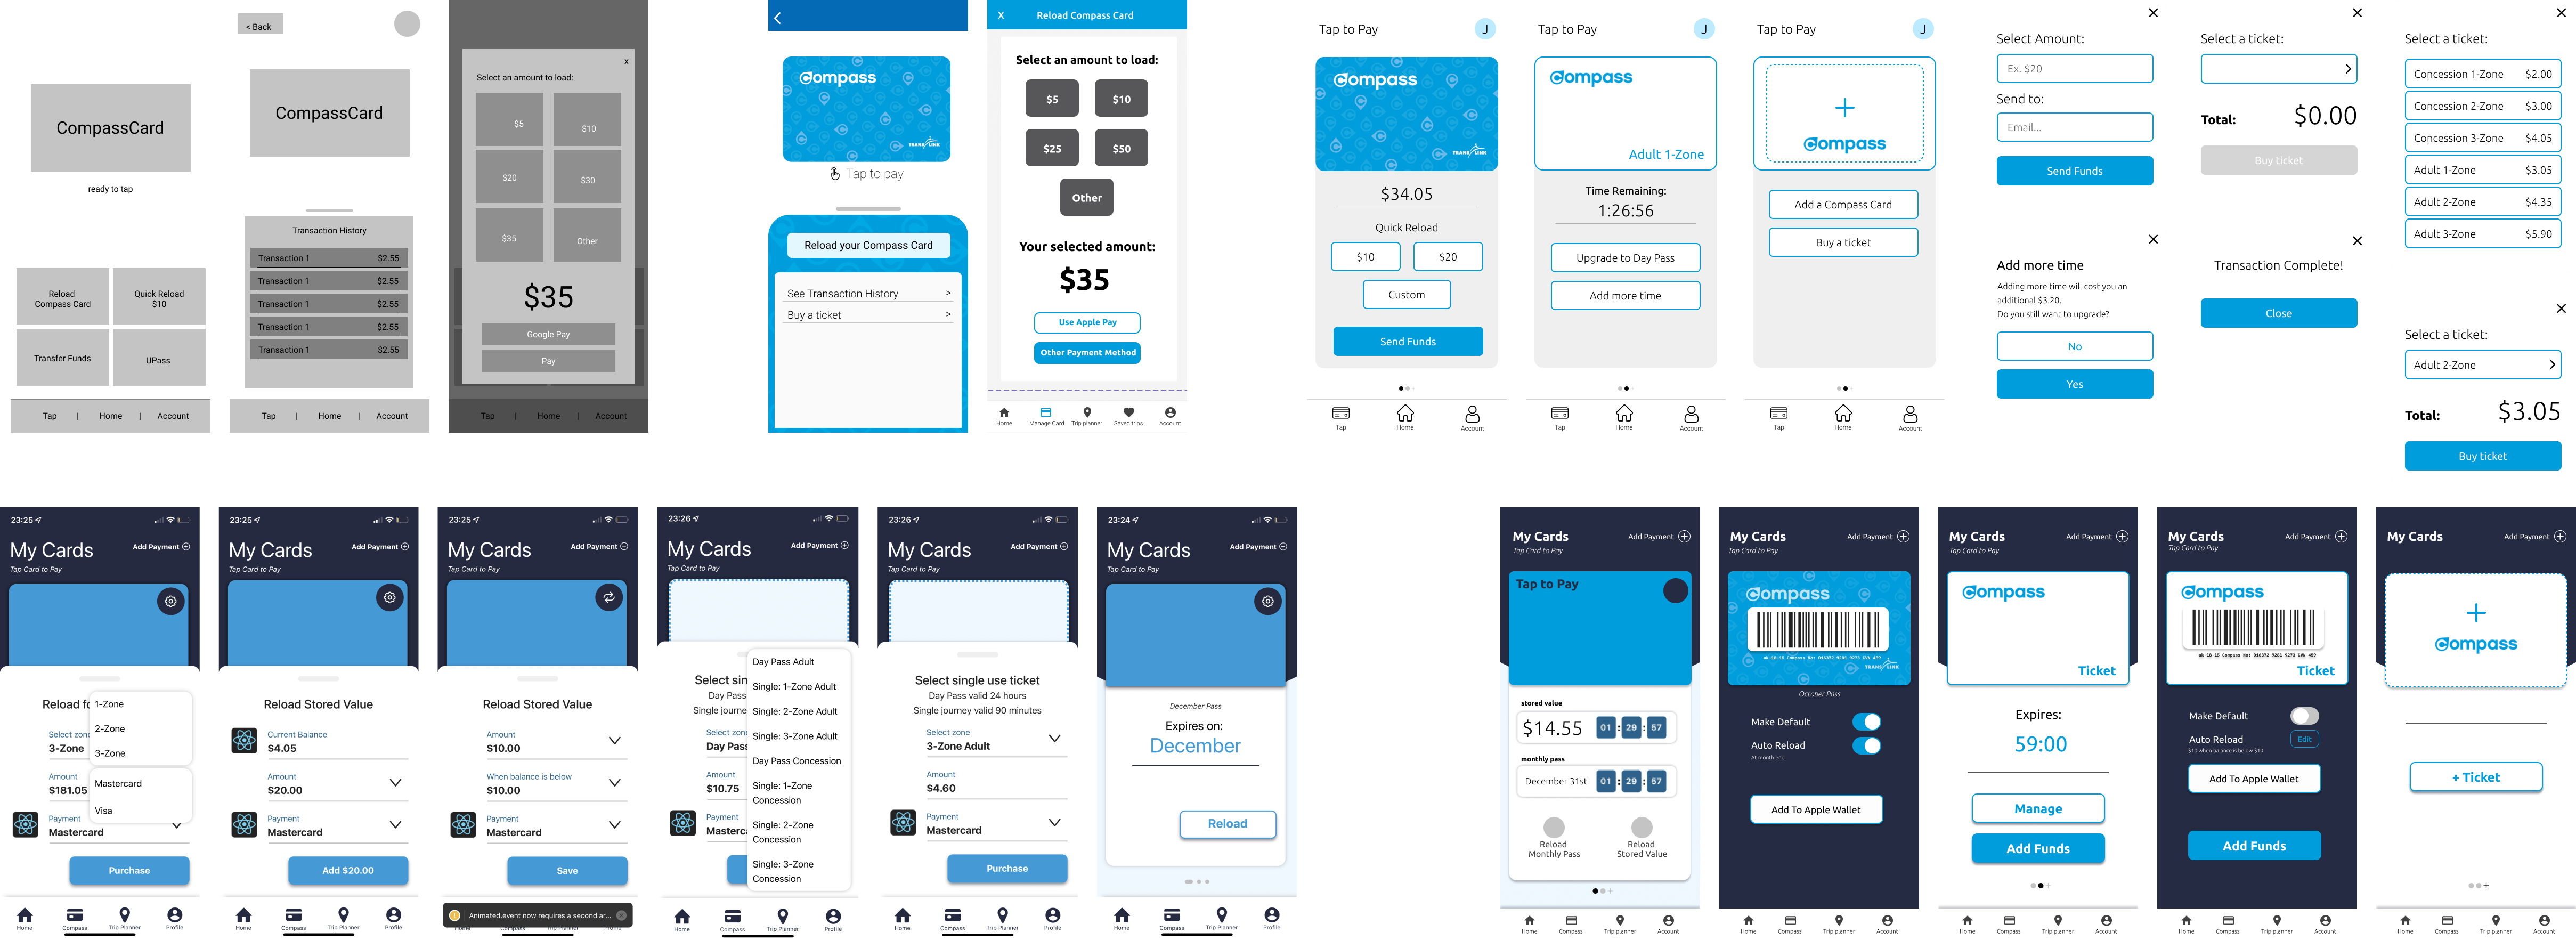 CompassCard
ready to tap
Reload
Compass Card
Quick Reload
$10
Transfer Funds
UPass
Tap | Home | Account
< Back
CompassCard
Transaction History
Transaction 1 $2.55
Transaction 1 $2.55
Transaction 1 $2.55
Transaction 1 $2.55
Transaction 1 $2.55
Tap | Home | Account
x
Select an amount to load:
$5
$10
$20
$30
$35
Other
$35
Google Pay
Pay
Tap | Home | Account
Compass
TRANS LINK
Tap to pay
Reload your Compass Card
See Transaction History >
Buy a ticket >
X Reload Compass Card
Select an amount to load:
$5
$10
$25
$50
Other
Your selected amount:
$35
Use Apple Pay
Other Payment Method
Home Manage Card Trip planner Saved trips Account
Tap to Pay J
Compass
TRANS LINK
$34.05
Quick Reload
$10
$20
Custom
Send Funds
Tap Home Account
Tap to Pay J
Compass
Adult 1-Zone
Time Remaining:
1:26:56
Upgrade to Day Pass
Add more time
Tap Home Account
Tap to Pay J
+
Compass
Add a Compass Card
Buy a ticket
Tap Home Account
Select Amount:
Ex. $20
Send to:
Email...
Send Funds
Add more time
Adding more time will cost you an
additional $3.20.
Do you still want to upgrade?
No
Yes
Select a ticket:
Total: $0.00
Buy ticket
Transaction Complete!
Close
Select a ticket:
Concession 1-Zone $2.00
Concession 2-Zone $3.00
Concession 3-Zone $4.05
Adult 1-Zone $3.05
Adult 2-Zone $4.35
Adult 3-Zone $5.90
Select a ticket:
Adult 2-Zone
Total: $3.05
Buy ticket
23:25
My Cards Add Payment
Tap Card to Pay
Reload fo
1-Zone
2-Zone
3-Zone
Select zone
3-Zone
Amount
$181.05
Mastercard
Visa
Payment
Mastercard
Purchase
Home Compass Trip Planner Profile
23:25
My Cards Add Payment
Tap Card to Pay
Reload Stored Value
Current Balance
$4.05
Amount
$20.00
Payment
Mastercard
Add $20.00
Home Compass Trip Planner Profile
23:25
My Cards Add Payment
Tap Card to Pay
Reload Stored Value
Amount
$10.00
When balance is below
$10.00
Payment
Mastercard
Save
Animated.event now requires a second ar...
Home Compass Trip Planner Profile
23:26
My Cards Add Payment
Tap Card to Pay
Select sin
Day Pass
Single journe
Select zone
Day Pass
Amount
$10.75
Payment
Masterc
Day Pass Adult
Single: 1-Zone Adult
Single: 2-Zone Adult
Single: 3-Zone Adult
Day Pass Concession
Single: 1-Zone
Concession
Single: 2-Zone
Concession
Single: 3-Zone
Concession
Home Compass Trip Planner Profile
23:26
My Cards Add Payment
Tap Card to Pay
Select single use ticket
Day Pass valid 24 hours
Single journey valid 90 minutes
Select zone
3-Zone Adult
Amount
$4.60
Payment
Mastercard
Purchase
Home Compass Trip Planner Profile
23:24
My Cards Add Payment
Tap Card to Pay
December Pass
Expires on:
December
Reload
Home Compass Trip Planner Profile
My Cards Add Payment
Tap Card to Pay
Tap to Pay
stored value
$14.55 01 : 29 : 57
monthly pass
December 31st 01 : 29 : 57
Reload
Monthly Pass
Reload
Stored Value
Home Compass Trip planner Account
My Cards Add Payment
Tap Card to Pay
Compass
TRANS LINK
October Pass
Make Default
Auto Reload
At month end
Add To Apple Wallet
Home Compass Trip planner Account
My Cards Add Payment
Tap Card to Pay
Compass
Ticket
Expires:
59:00
Manage
Add Funds
Home Compass Trip planner Account
My Cards Add Payment
Tap Card to Pay
Compass
Ticket
Make Default
Auto Reload Edit
$10 when balance is below $10
Add To Apple Wallet
Add Funds
Home Compass Trip planner Account
My Cards Add Payment
+
Compass
+ Ticket
Home Compass Trip planner Account